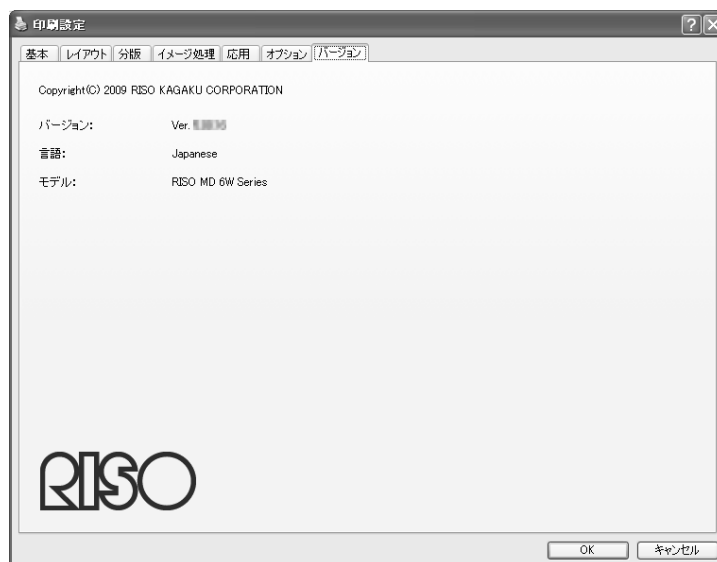 印刷設定
基本 レイアウト 分版 イメージ処理 応用 オプション バージョン
Copyright(C) 2009 RISO KAGAKU CORPORATION
バージョン: Ver.
言語: Japanese
モデル: RISO MD 6W Series
RISO
OK キャンセル